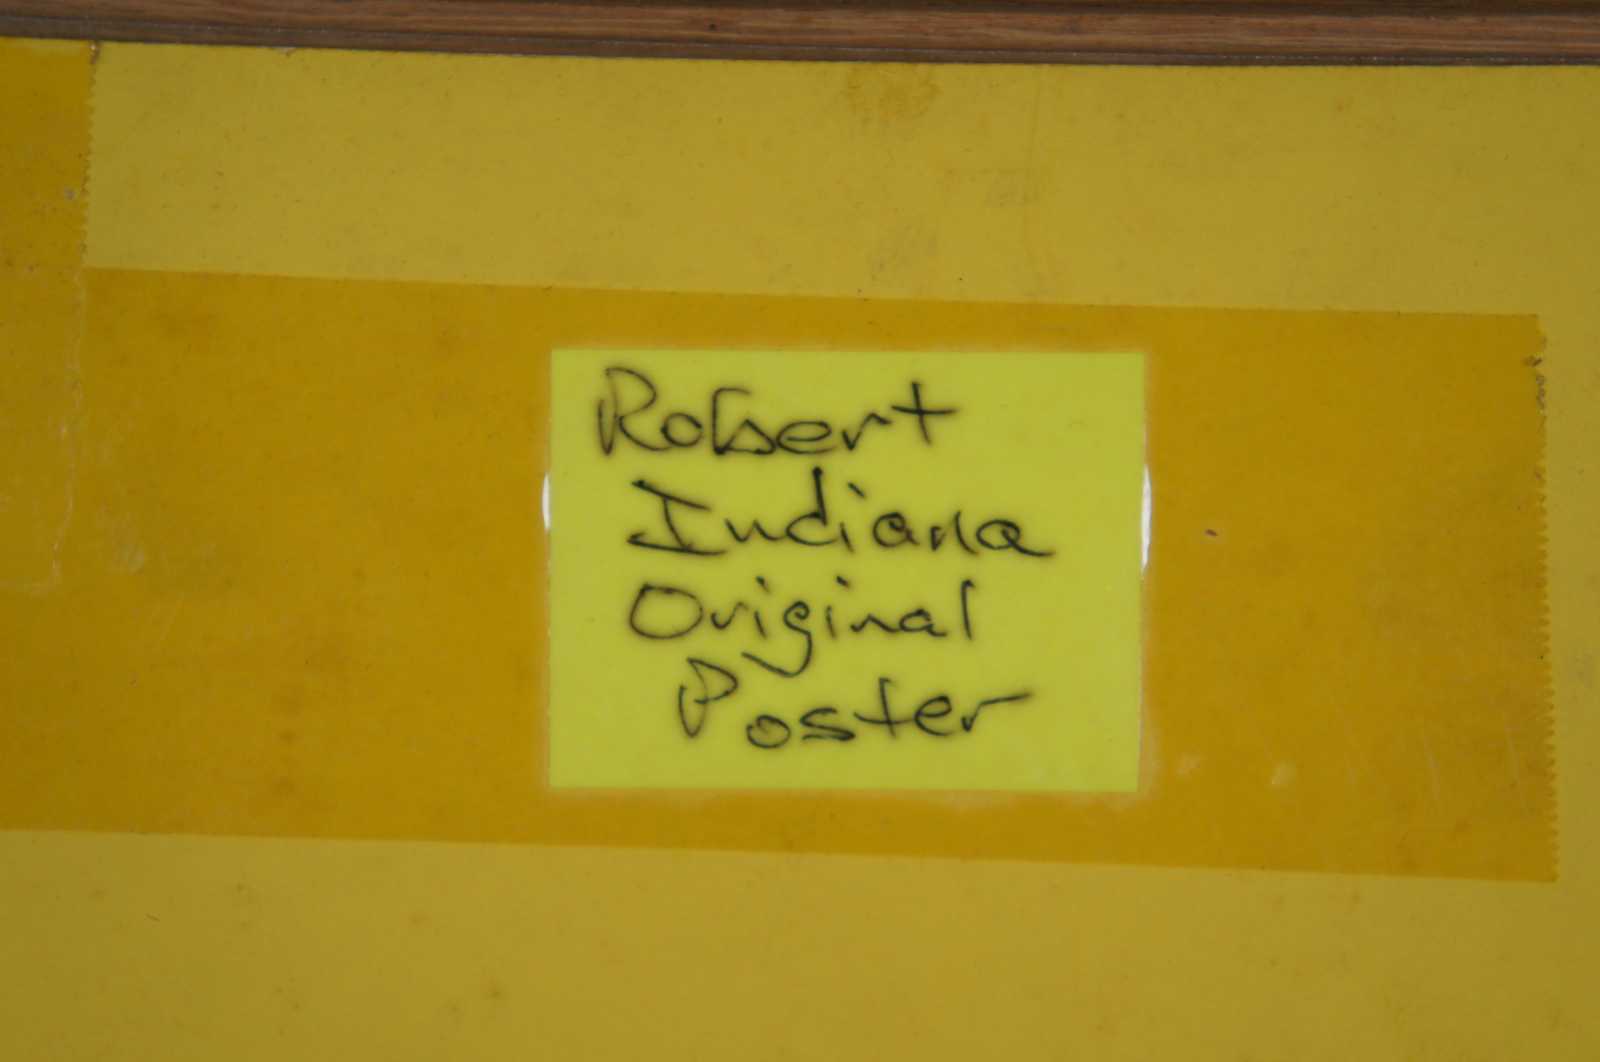 Robert
Indiana
Original
Poster